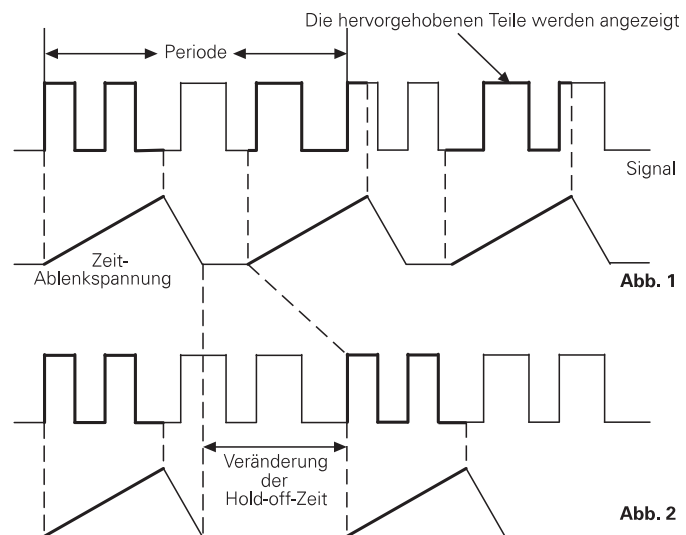 Die hervorgehobenen Teile werden angezeigt
Periode
Signal
Zeit-
Ablenkspannung
Abb. 1
Veränderung
der
Hold-off-Zeit
Abb. 2